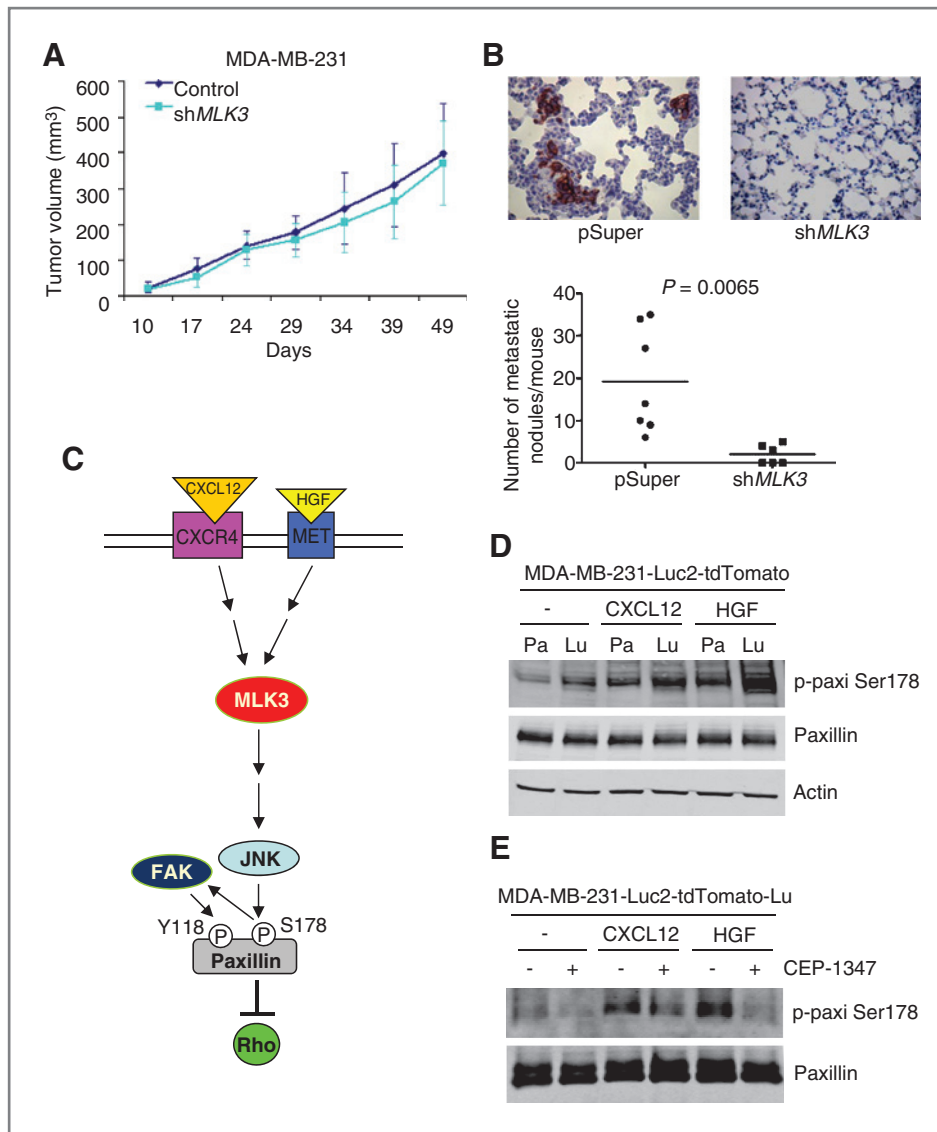 A
MDA-MB-231
Control
shMLK3
Tumor volume (mm³)
600
500
400
300
200
100
0
10 17 24 29 34 39 49
Days
B
pSuper shMLK3
P = 0.0065
Number of metastatic
nodules/mouse
40
30
20
10
0
pSuper shMLK3
C
CXCL12
HGF
CXCR4
MET
MLK3
JNK
FAK
Y118 P P S178
Paxillin
Rho
D
MDA-MB-231-Luc2-tdTomato
- CXCL12 HGF
Pa Lu Pa Lu Pa Lu
p-paxi Ser178
Paxillin
Actin
E
MDA-MB-231-Luc2-tdTomato-Lu
- CXCL12 HGF
- + - + - + CEP-1347
p-paxi Ser178
Paxillin